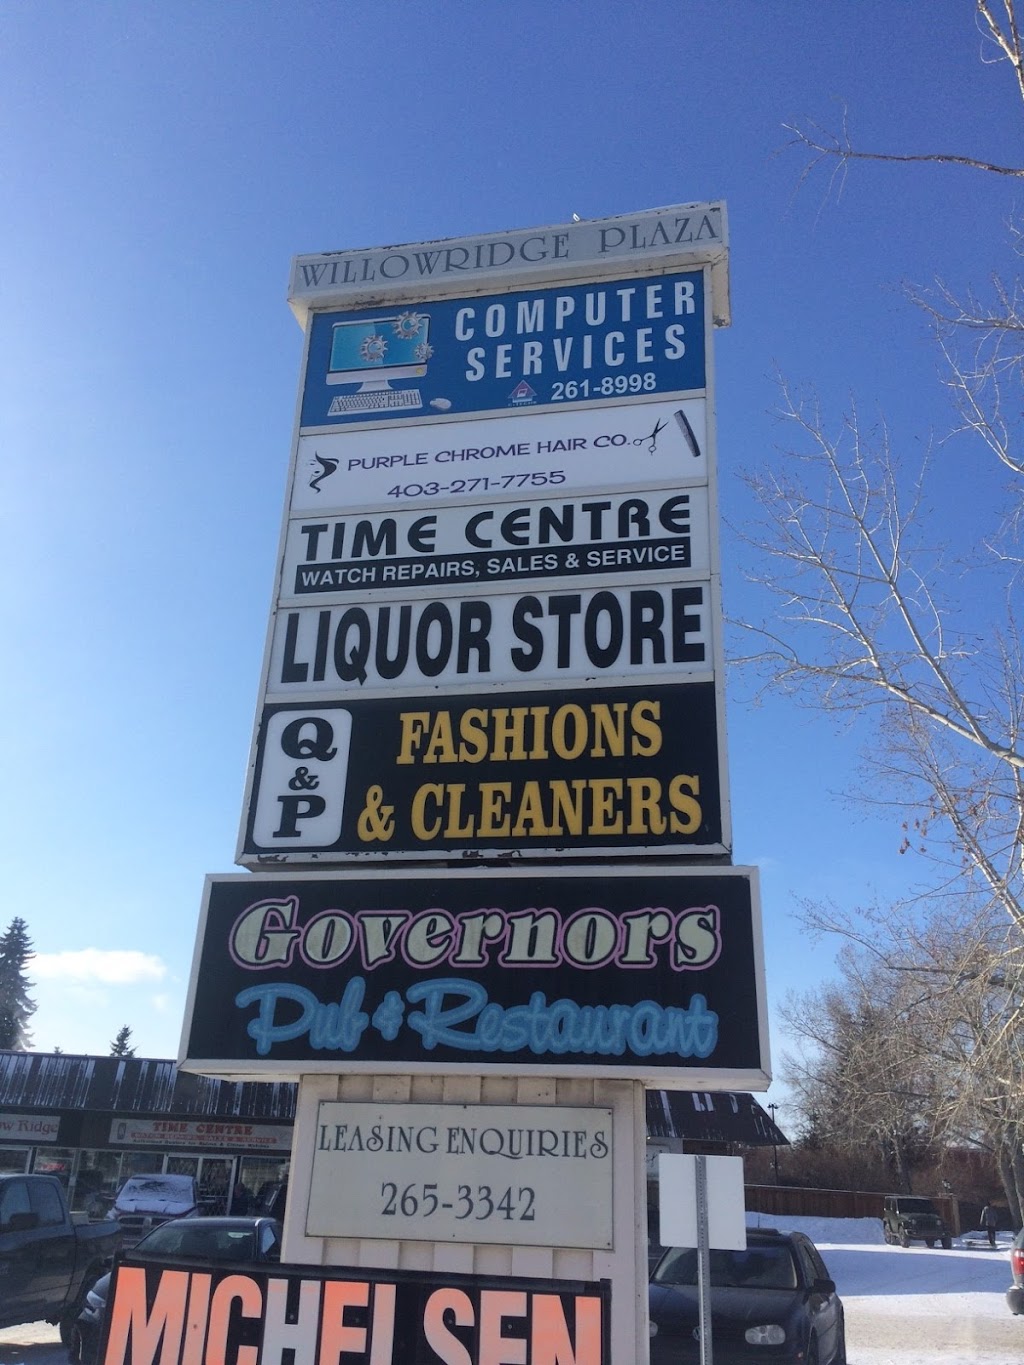 WILLOWRIDGE PLAZA
COMPUTER
SERVICES
261-8998
PURPLE CHROME HAIR CO.
403-271-7755
TIME CENTRE
WATCH REPAIRS, SALES & SERVICE
LIQUOR STORE
Q & P
FASHIONS
& CLEANERS
Governors
Pub & Restaurant
LEASING ENQUIRIES
265-3342
MICHELSEN
Ridge
TIME CENTRE